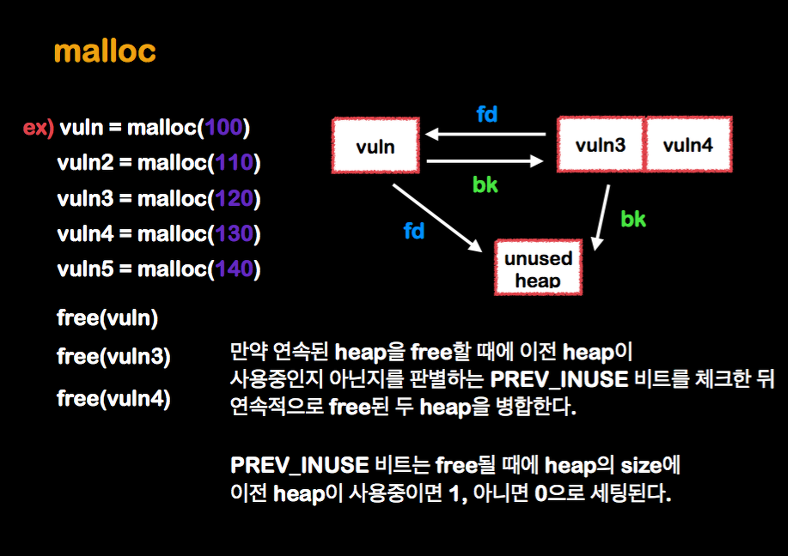 malloc
ex) vuln = malloc(100)
vuln2 = malloc(110)
vuln3 = malloc(120)
vuln4 = malloc(130)
vuln5 = malloc(140)
free(vuln)
free(vuln3)
free(vuln4)
fd
vuln
vuln3
vuln4
bk
fd
bk
unused
heap
만약 연속된 heap을 free할 때에 이전 heap이
사용중인지 아닌지를 판별하는 PREV_INUSE 비트를 체크한 뒤
연속적으로 free된 두 heap을 병합한다.
PREV_INUSE 비트는 free될 때에 heap의 size에
이전 heap이 사용중이면 1, 아니면 0으로 세팅된다.